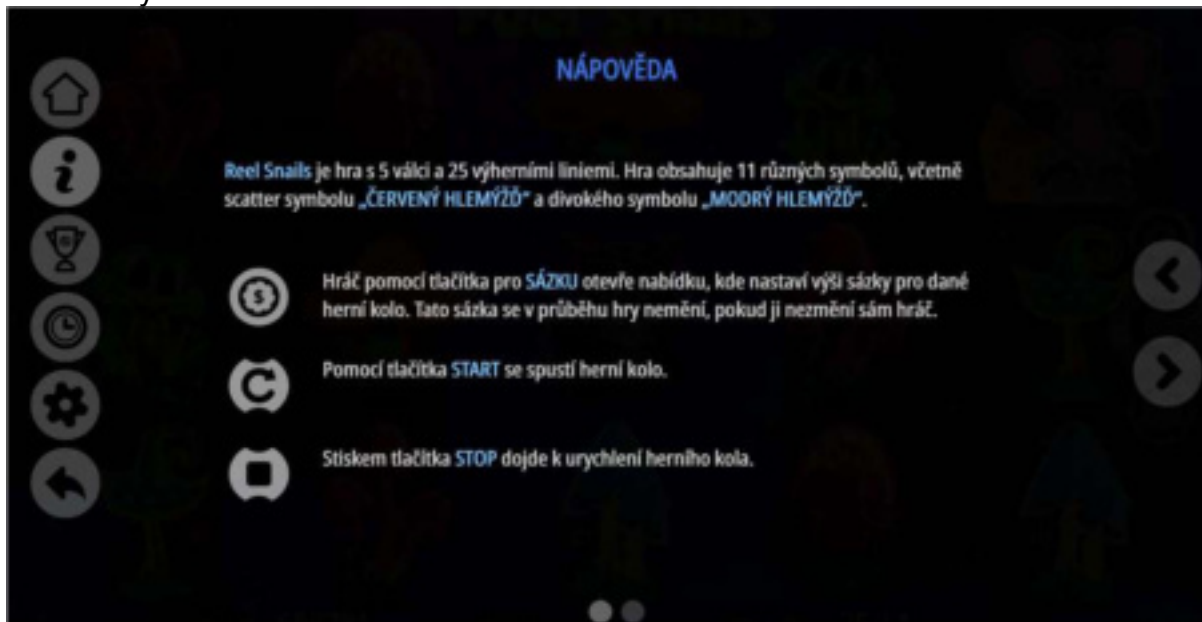 NÁPOVĚDA
Reel Snails je hra s 5 válci a 25 výherními liniemi. Hra obsahuje 11 různých symbolů, včetně
scatter symbolu „ČERVENÝ HLEMÝŽĎ“ a divokého symbolu „MODRÝ HLEMÝŽĎ“.
Hráč pomocí tlačítka pro SÁZKU otevře nabídku, kde nastaví výši sázky pro dané
herní kolo. Tato sázka se v průběhu hry nemění, pokud ji nezmění sám hráč.
Pomocí tlačítka START se spustí herní kolo.
Stiskem tlačítka STOP dojde k urychlení herního kola.